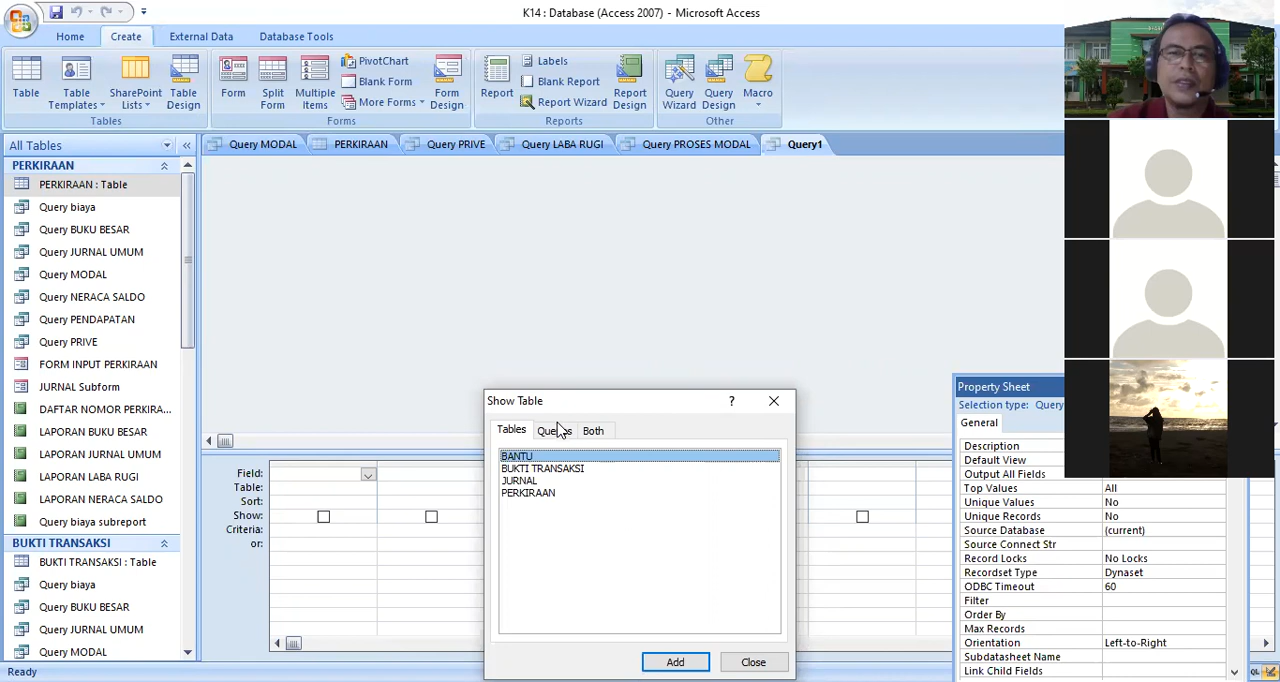 K14 : Database (Access 2007) - Microsoft Access
Home Create External Data Database Tools
Table
Table Templates
SharePoint Lists
Table Design
Tables
Form
Split Form
Multiple Items
PivotChart
Blank Form
More Forms
Form Design
Forms
Report
Labels
Blank Report
Report Wizard
Report Design
Reports
Query Wizard
Query Design
Macro
Other
All Tables
Query MODAL PERKIRAAN Query PRIVE Query LABA RUGI Query PROSES MODAL Query1
PERKIRAAN
PERKIRAAN : Table
Query biaya
Query BUKU BESAR
Query JURNAL UMUM
Query MODAL
Query NERACA SALDO
Query PENDAPATAN
Query PRIVE
FORM INPUT PERKIRAAN
JURNAL Subform
DAFTAR NOMOR PERKIRA...
LAPORAN BUKU BESAR
LAPORAN JURNAL UMUM
LAPORAN LABA RUGI
LAPORAN NERACA SALDO
Query biaya subreport
BUKTI TRANSAKSI
BUKTI TRANSAKSI : Table
Query biaya
Query BUKU BESAR
Query JURNAL UMUM
Query MODAL
Field:
Table:
Sort:
Show:
Criteria:
or:
Show Table
Tables Queries Both
BANTU
BUKTI TRANSAKSI
JURNAL
PERKIRAAN
Add Close
Property Sheet
Selection type: Query
General
Description
Default View
Output All Fields
Top Values All
Unique Values No
Unique Records No
Source Database (current)
Source Connect Str
Record Locks No Locks
Recordset Type Dynaset
ODBC Timeout 60
Filter
Order By
Max Records
Orientation Left-to-Right
Subdatasheet Name
Link Child Fields
Ready